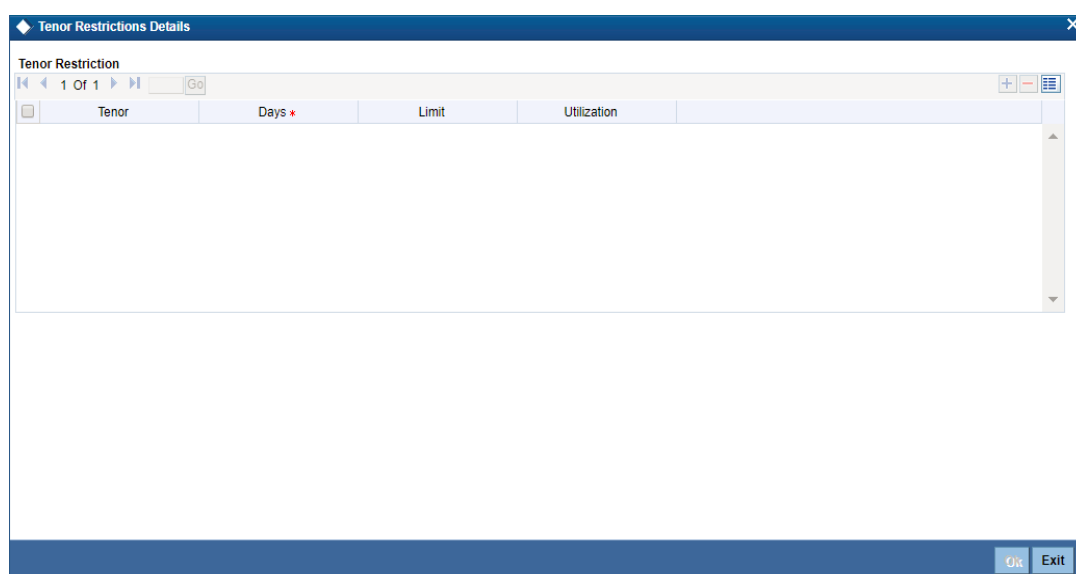 Tenor Restrictions Details
Tenor Restriction
1 Of 1 Go
Tenor Days * Limit Utilization
Ok Exit